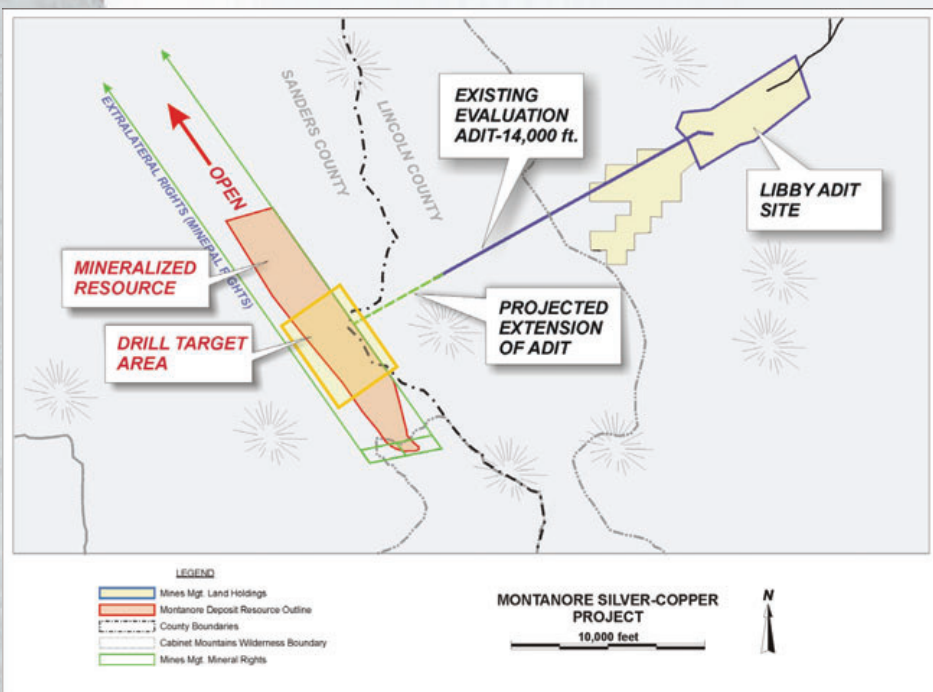 EXTRALATERAL RIGHTS (MINERAL RIGHTS)
OPEN
SANDERS COUNTY
LINCOLN COUNTY
EXISTING
EVALUATION
ADIT-14,000 ft.
LIBBY ADIT
SITE
MINERALIZED
RESOURCE
DRILL TARGET
AREA
PROJECTED
EXTENSION
OF ADIT
LEGEND
Mines Mgt. Land Holdings
Montanore Deposit Resource Outline
County Boundaries
Cabinet Mountains Wilderness Boundary
Mines Mgt. Mineral Rights
MONTANORE SILVER-COPPER
PROJECT
10,000 feet
N